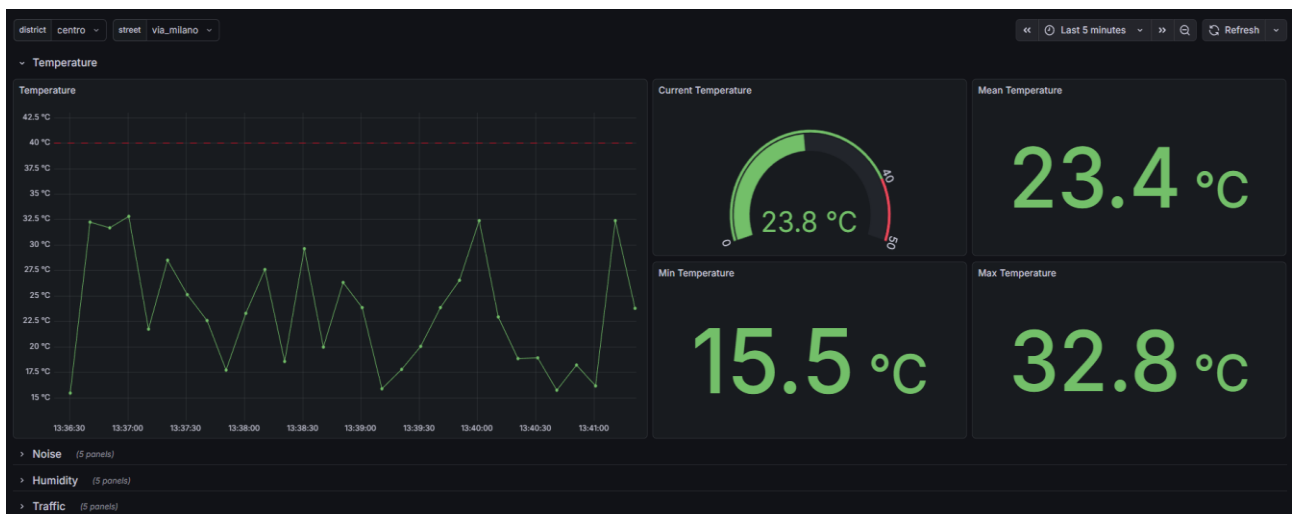 district centro street via_milano Last 5 minutes Refresh
Temperature
Temperature
42.5 °C
40 °C
37.5 °C
35 °C
32.5 °C
30 °C
27.5 °C
25 °C
22.5 °C
20 °C
17.5 °C
15 °C
13:36:30 13:37:00 13:37:30 13:38:00 13:38:30 13:39:00 13:39:30 13:40:00 13:40:30 13:41:00
Current Temperature
0
40
50
23.8 °C
Mean Temperature
23.4 °C
Min Temperature
15.5 °C
Max Temperature
32.8 °C
Noise (5 panels)
Humidity (5 panels)
Traffic (5 panels)